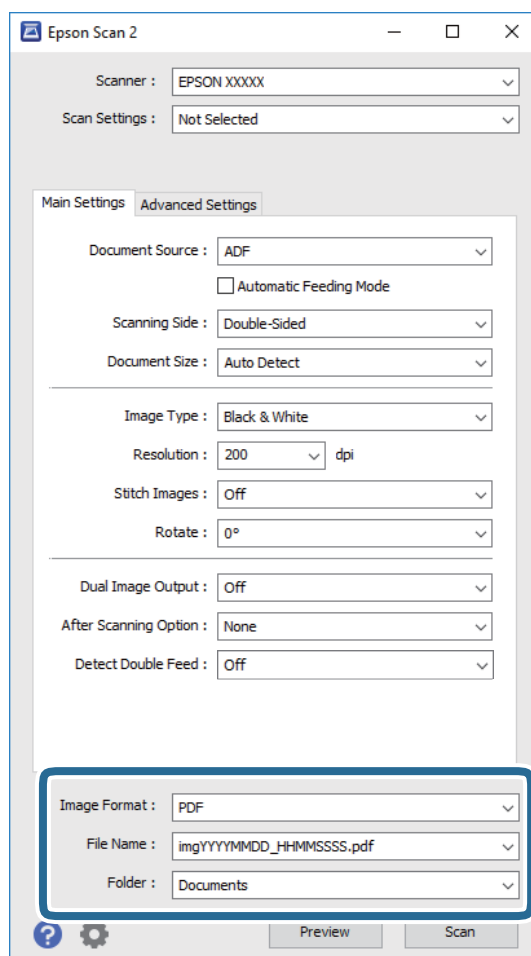 Epson Scan 2
Scanner : EPSON XXXXX
Scan Settings : Not Selected
Main Settings Advanced Settings
Document Source : ADF
Automatic Feeding Mode
Scanning Side : Double-Sided
Document Size : Auto Detect
Image Type : Black & White
Resolution : 200 dpi
Stitch Images : Off
Rotate : 0°
Dual Image Output : Off
After Scanning Option : None
Detect Double Feed : Off
Image Format : PDF
File Name : imgYYYYMMDD_HHMMSSSS.pdf
Folder : Documents
? Preview Scan